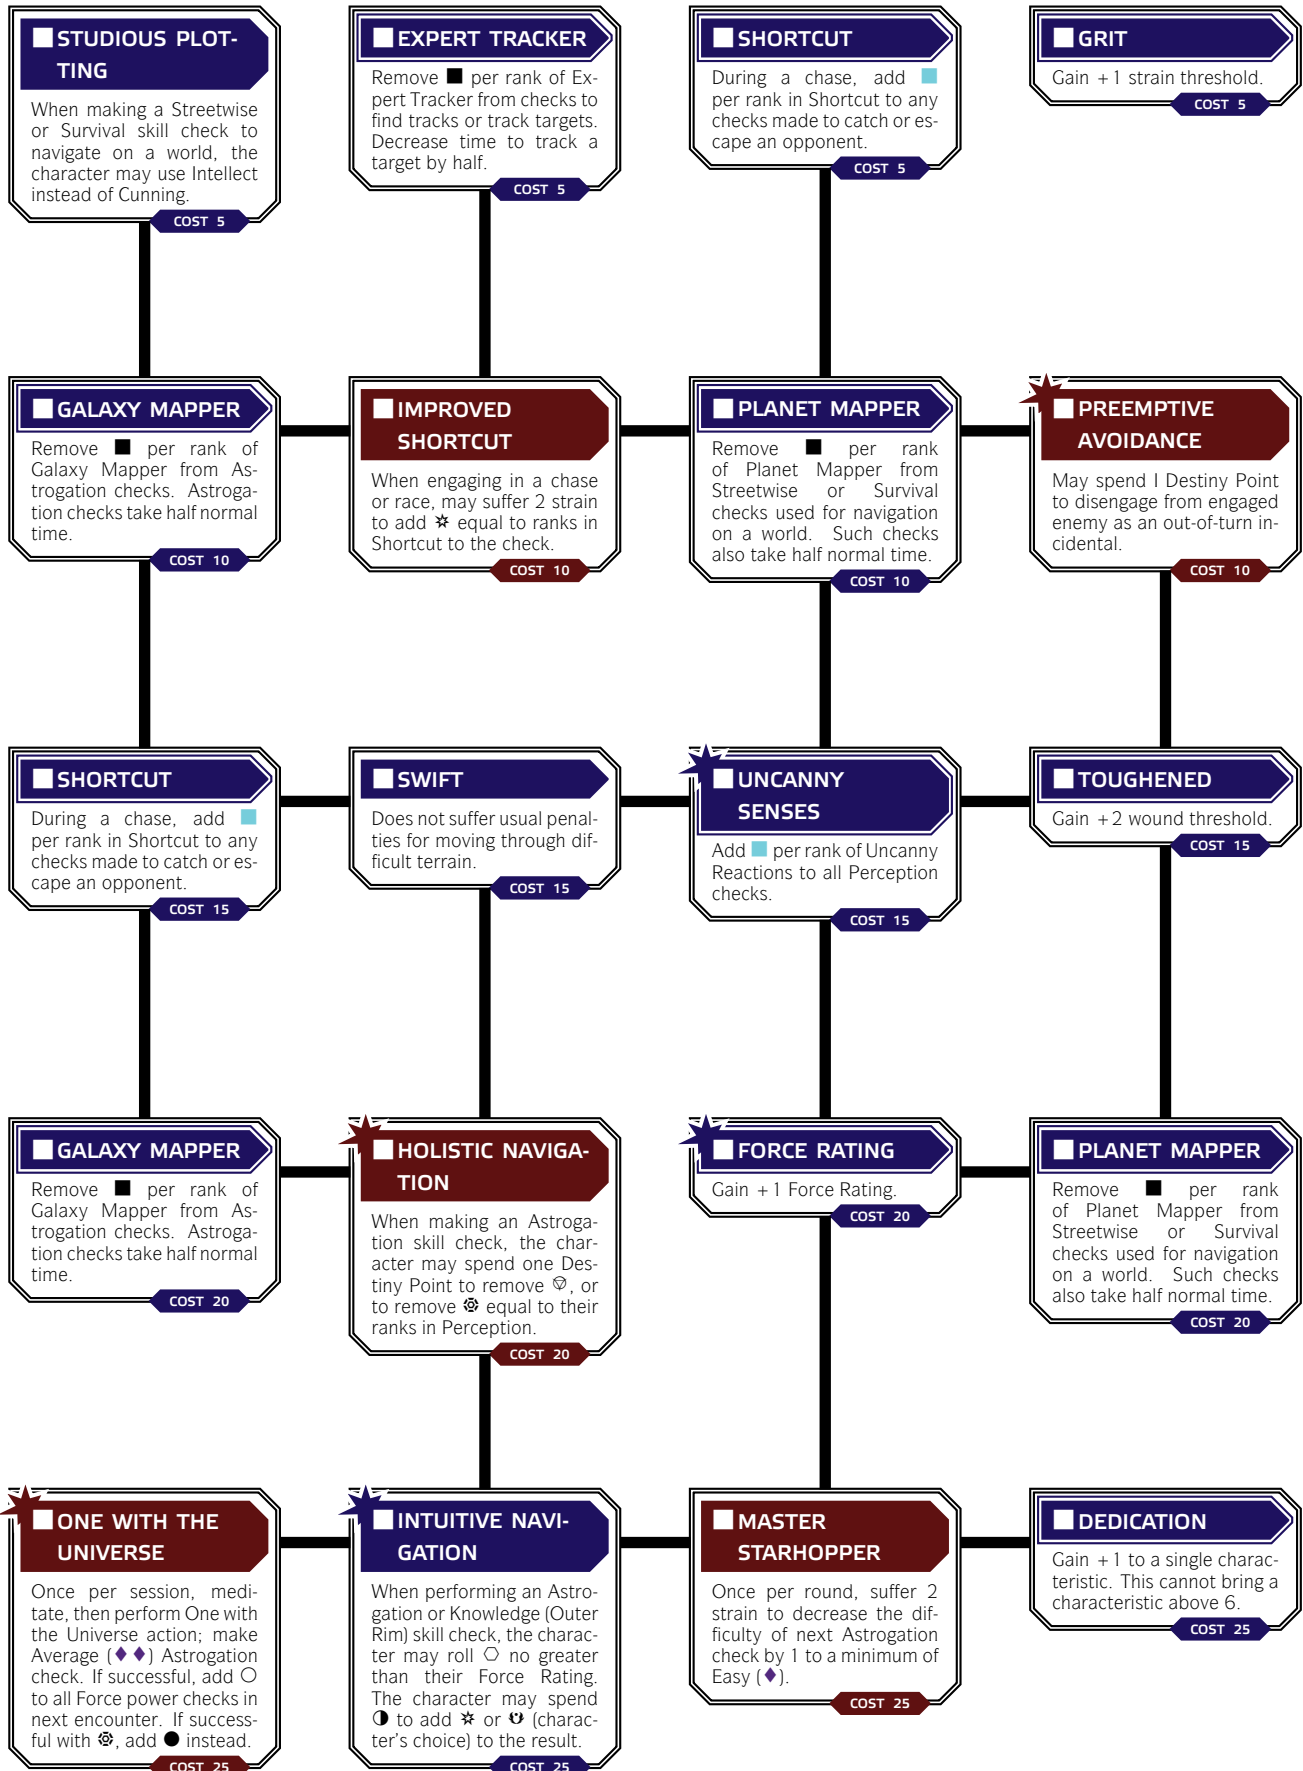 STUDIOUS PLOT-
TING
When making a Streetwise
or Survival skill check to
navigate on a world, the
character may use Intellect
instead of Cunning.
COST 5
EXPERT TRACKER
Remove ■ per rank of Ex-
pert Tracker from checks to
find tracks or track targets.
Decrease time to track a
target by half.
COST 5
SHORTCUT
During a chase, add ■
per rank in Shortcut to any
checks made to catch or es-
cape an opponent.
COST 5
GRIT
Gain +1 strain threshold.
COST 5
GALAXY MAPPER
Remove ■ per rank of
Galaxy Mapper from As-
trogation checks. Astroga-
tion checks take half normal
time.
COST 10
IMPROVED
SHORTCUT
When engaging in a chase
or race, may suffer 2 strain
to add equal to ranks in
Shortcut to the check.
COST 10
PLANET MAPPER
Remove ■ per rank
of Planet Mapper from
Streetwise or Survival
checks used for navigation
on a world. Such checks
also take half normal time.
COST 10
PREEMPTIVE
AVOIDANCE
May spend I Destiny Point
to disengage from engaged
enemy as an out-of-turn in-
cidental.
COST 10
SHORTCUT
During a chase, add ■
per rank in Shortcut to any
checks made to catch or es-
cape an opponent.
COST 15
SWIFT
Does not suffer usual penal-
ties for moving through dif-
ficult terrain.
COST 15
UNCANNY
SENSES
Add ■ per rank of Uncanny
Reactions to all Perception
checks.
COST 15
TOUGHENED
Gain +2 wound threshold.
COST 15
GALAXY MAPPER
Remove ■ per rank of
Galaxy Mapper from As-
trogation checks. Astroga-
tion checks take half normal
time.
COST 20
HOLISTIC NAVIGA-
TION
When making an Astroga-
tion skill check, the char-
acter may spend one Des-
tiny Point to remove , or
to remove equal to their
ranks in Perception.
COST 20
FORCE RATING
Gain +1 Force Rating.
COST 20
PLANET MAPPER
Remove ■ per rank
of Planet Mapper from
Streetwise or Survival
checks used for navigation
on a world. Such checks
also take half normal time.
COST 20
ONE WITH THE
UNIVERSE
Once per session, medi-
tate, then perform One with
the Universe action; make
Average (♦ ♦) Astrogation
check. If successful, add ○
to all Force power checks in
next encounter. If success-
ful with , add ● instead.
COST 25
INTUITIVE NAVI-
GATION
When performing an Astro-
gation or Knowledge (Outer
Rim) skill check, the charac-
ter may roll ⬡ no greater
than their Force Rating.
The character may spend
◑ to add or (charac-
ter's choice) to the result.
COST 25
MASTER
STARHOPPER
Once per round, suffer 2
strain to decrease the dif-
ficulty of next Astrogation
check by 1 to a minimum of
Easy (♦).
COST 25
DEDICATION
Gain +1 to a single charac-
teristic. This cannot bring a
characteristic above 6.
COST 25